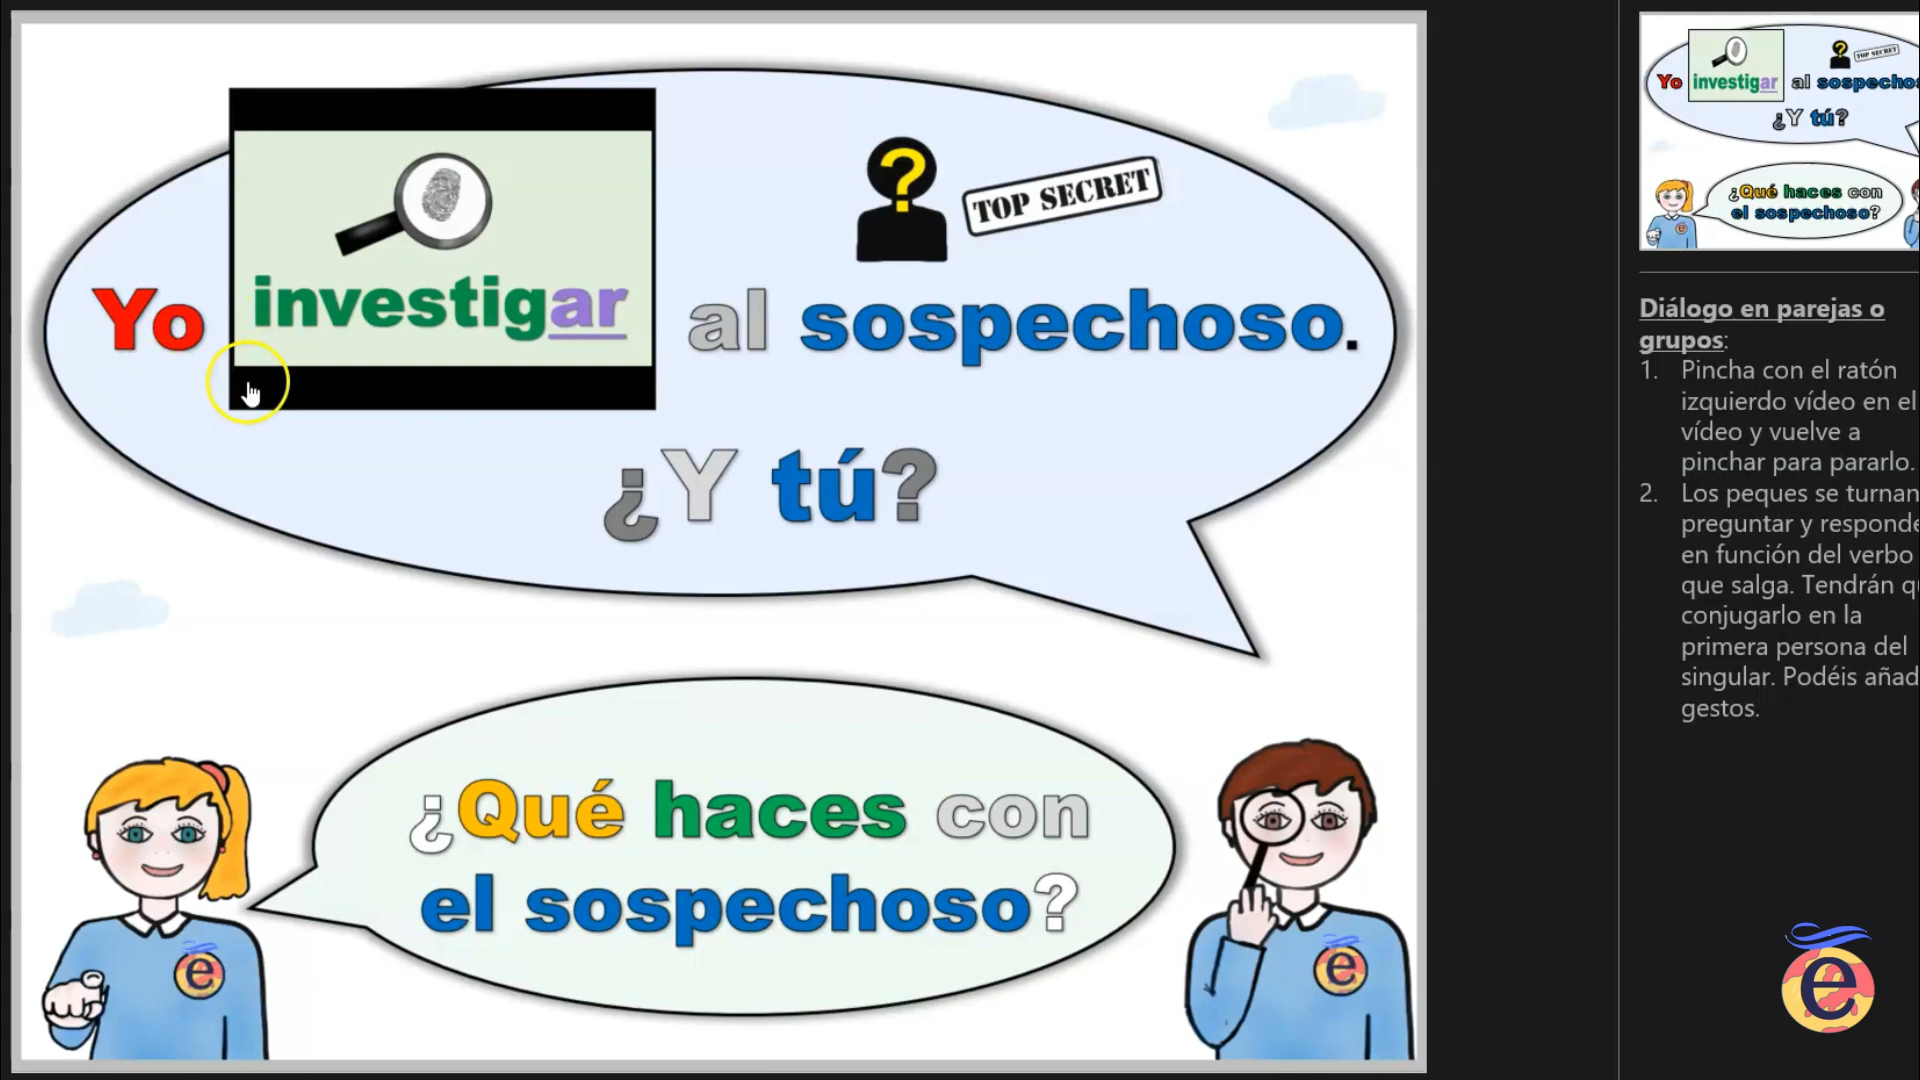 TOP SECRET
Yo investigar al sospechoso.
¿Y tú?
¿Qué haces con
el sospechoso?
e
e
TOP SECRET
Yo investigar al sospecho
¿Y tú?
¿Qué haces con
el sospechoso?
Diálogo en parejas o
grupos:
1. Pincha con el ratón
izquierdo vídeo en el
vídeo y vuelve a
pinchar para pararlo.
2. Los peques se turnan
preguntar y responde
en función del verbo
que salga. Tendrán q
conjugarlo en la
primera persona del
singular. Podéis añad
gestos.
e